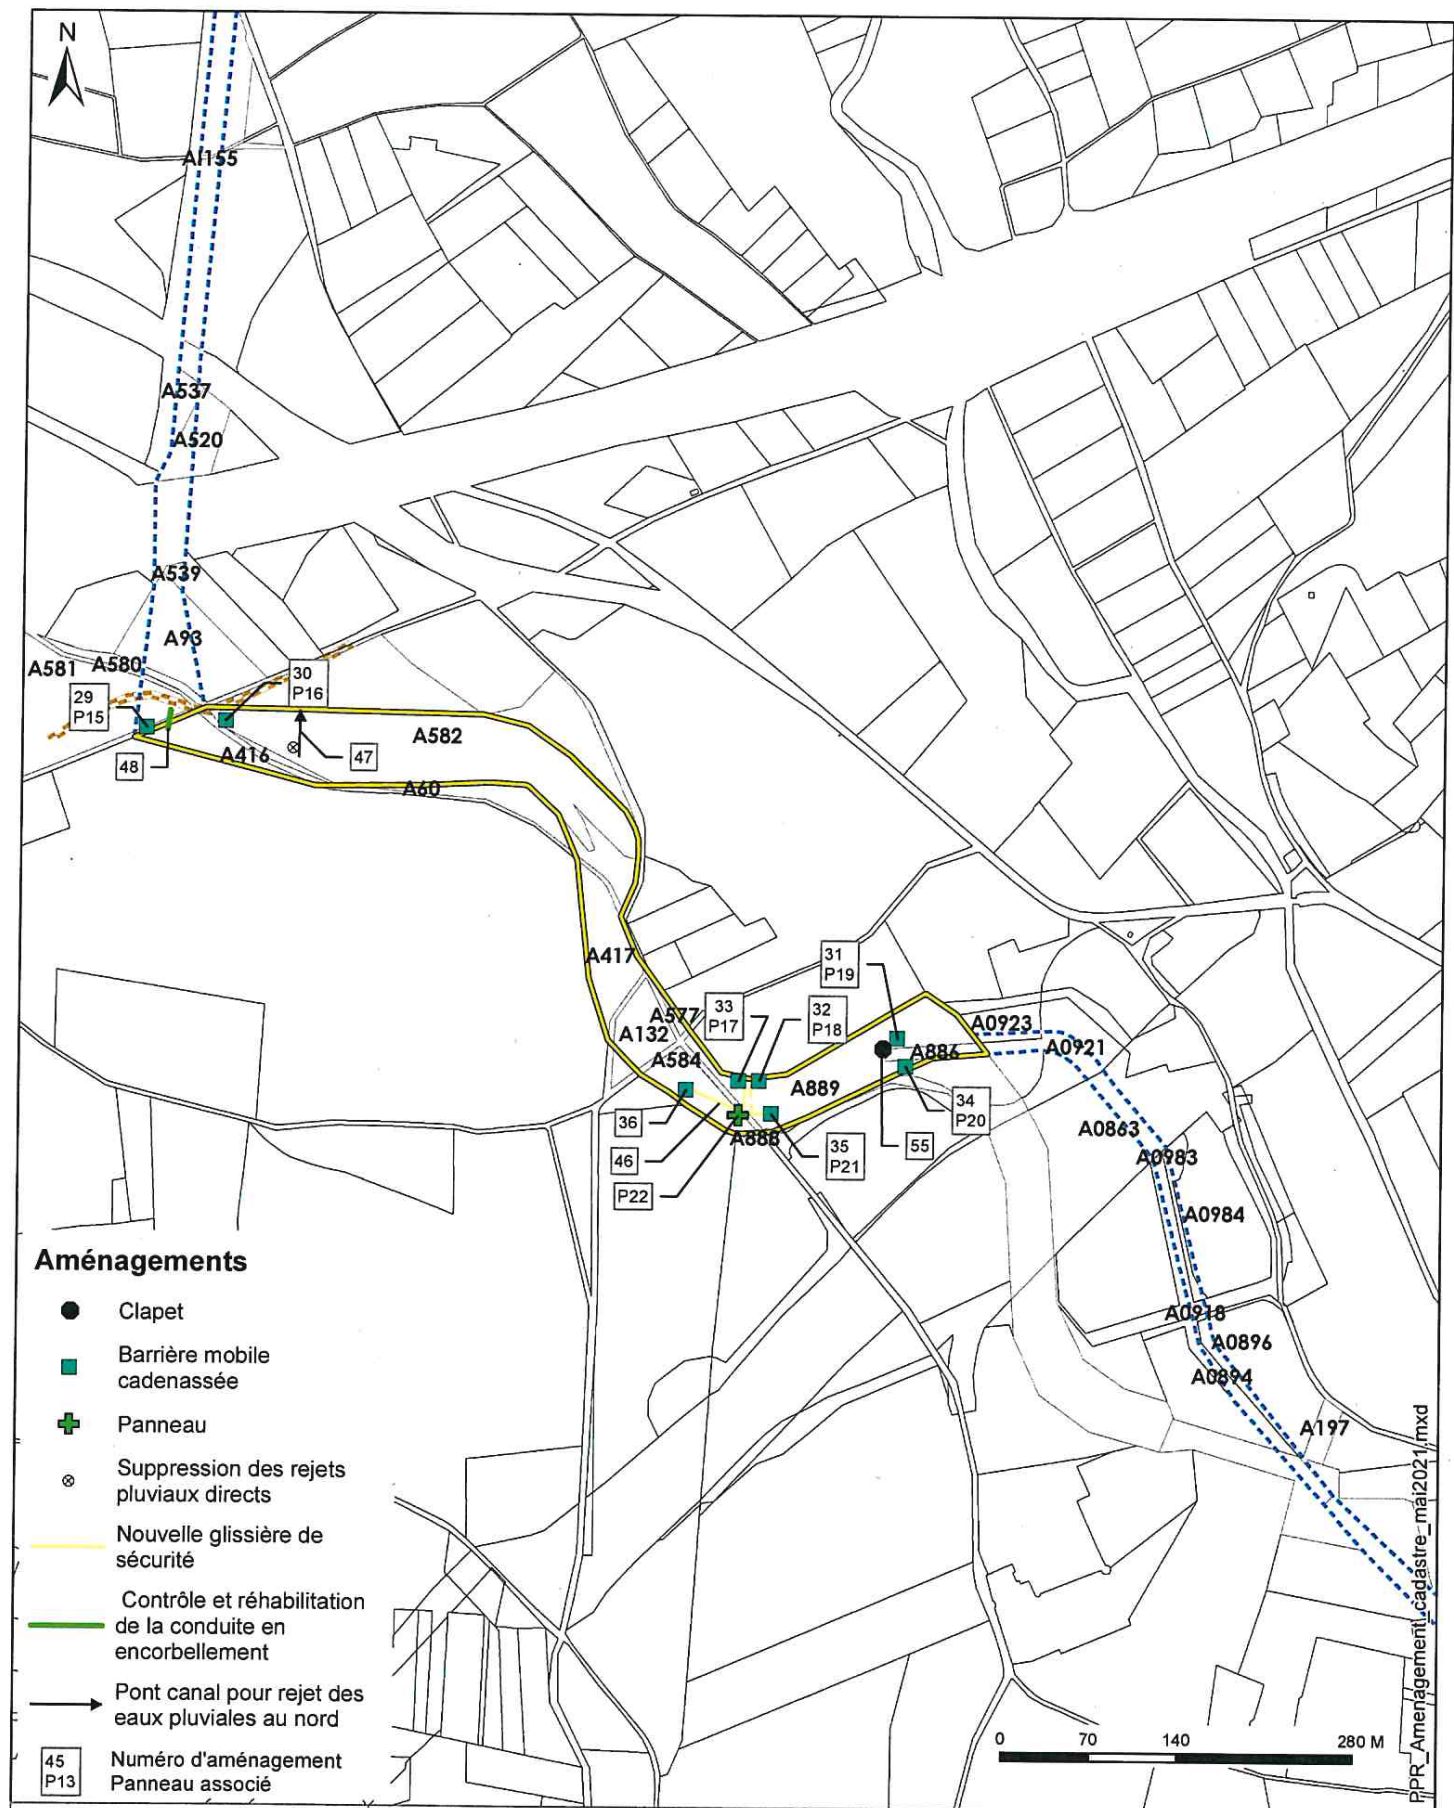 N
AI155
A537
A520
A539
A93
A581
A580
29
P15
30
P16
A582
A416
47
48
A60
A417
31
P19
33
P17
32
P18
A577
A0923
A132
A886
A0921
A584
A889
34
P20
36
A0863
A888
55
46
35
P21
A0983
P22
A0984
A0918
A0896
A0894
A197
Aménagements
Clapet
Barrière mobile
cadenassée
Panneau
Suppression des rejets
pluviaux directs
Nouvelle glissière de
sécurité
Contrôle et réhabilitation
de la conduite en
encorbellement
Pont canal pour rejet des
eaux pluviales au nord
45
P13
Numéro d'aménagement
Panneau associé
0 70 140 280 M
PPR_Amenagement_cadastre_mai2021.mxd